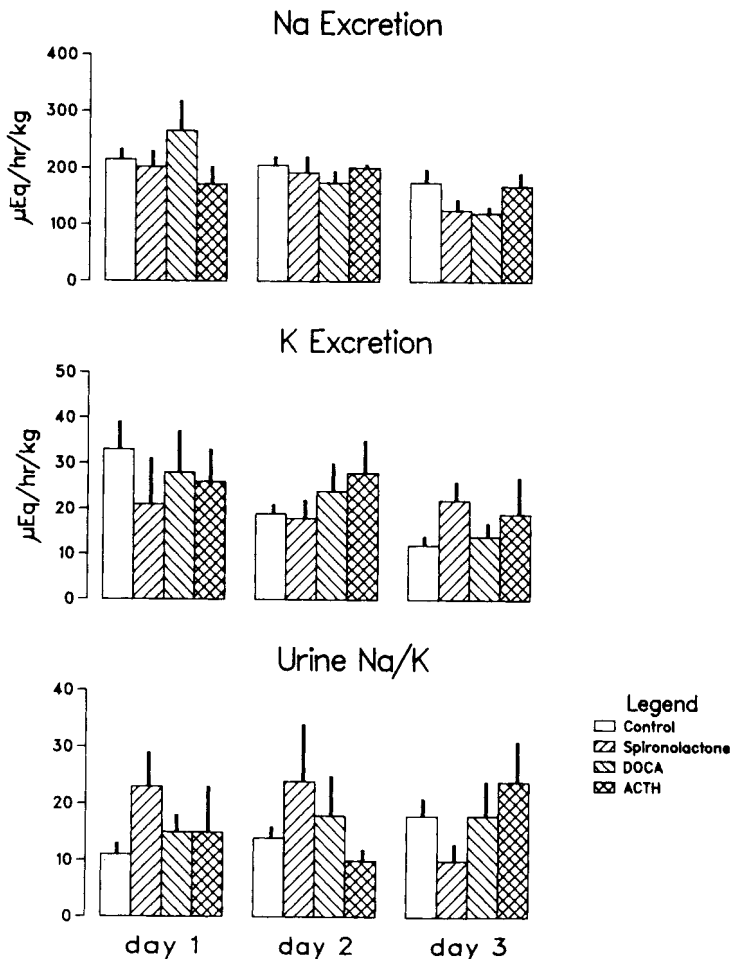 Na Excretion
400
300
200
100
0
µEq/hr/kg
K Excretion
50
40
30
20
10
0
µEq/hr/kg
Urine Na/K
40
30
20
10
0
Legend
Control
Spironolactone
DOCA
ACTH
day 1 day 2 day 3